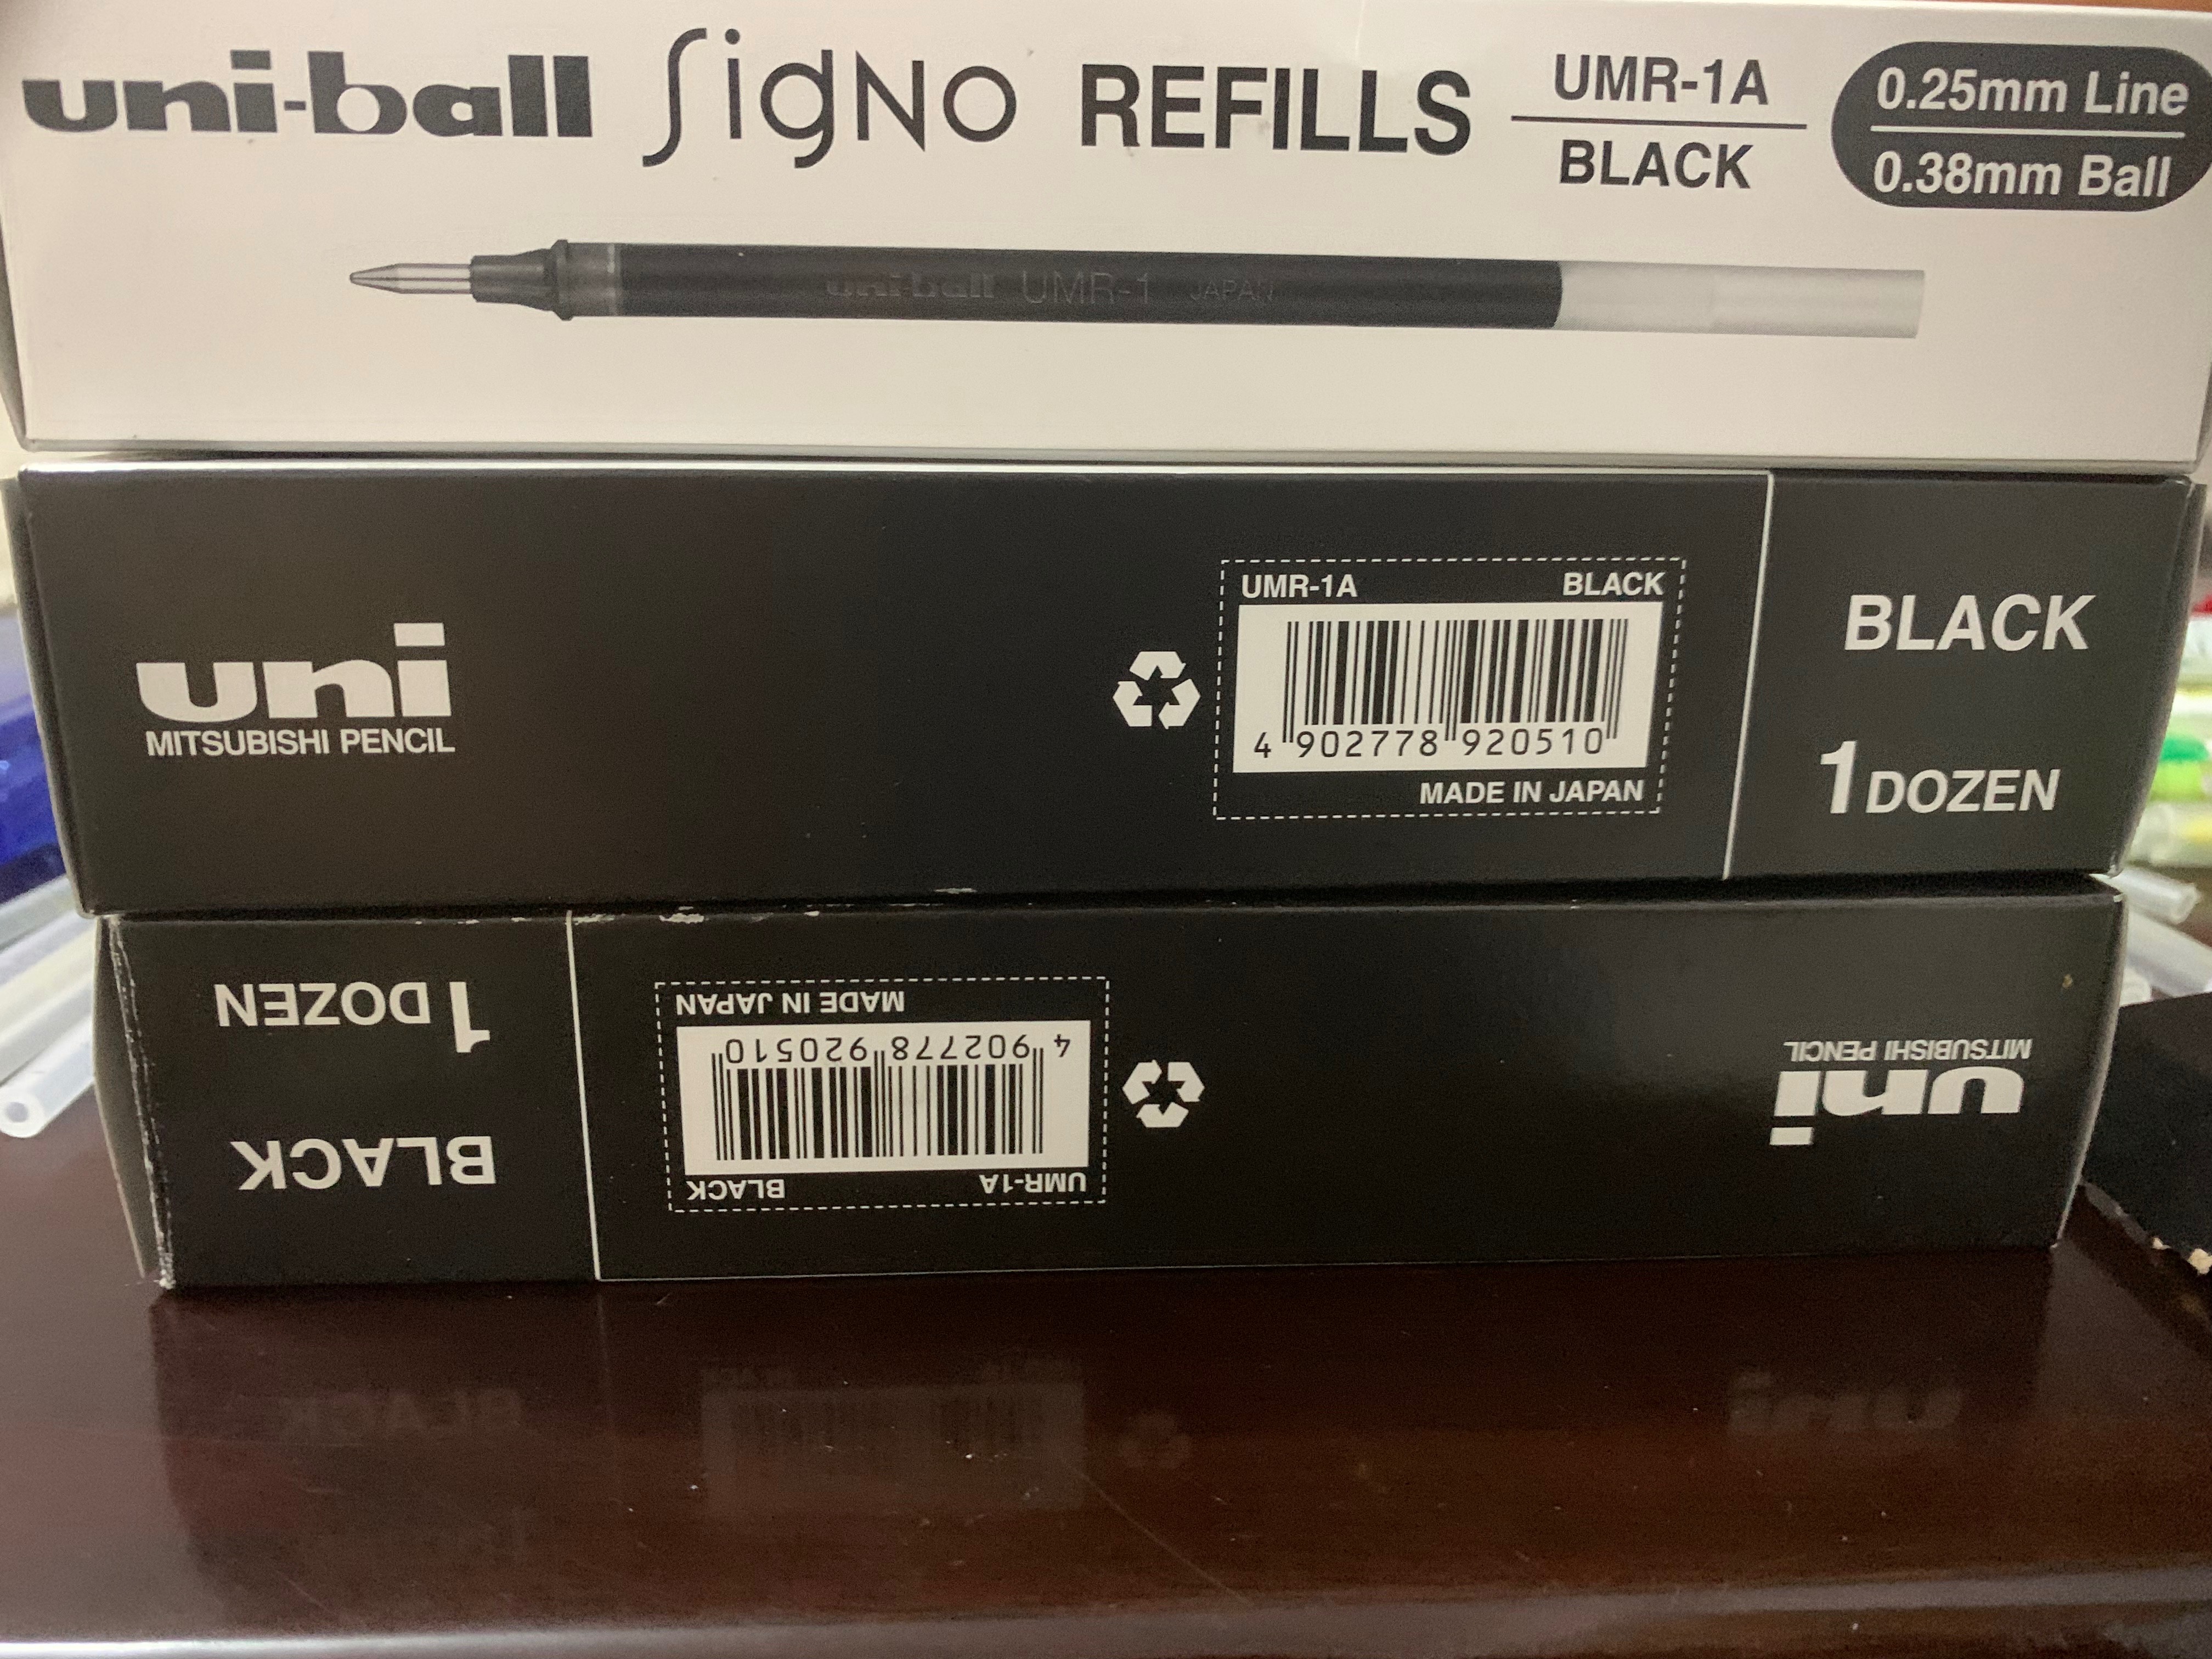 uni-ball Signo REFILLS UMR-1A BLACK 0.25mm Line 0.38mm Ball
uni-ball UMR-1 JAPAN
uni
MITSUBISHI PENCIL
UMR-1A BLACK
4 902778 920510
MADE IN JAPAN
BLACK
1 DOZEN
BLACK
1 DOZEN
UMR-1A BLACK
4 902778 920510
MADE IN JAPAN
uni
MITSUBISHI PENCIL